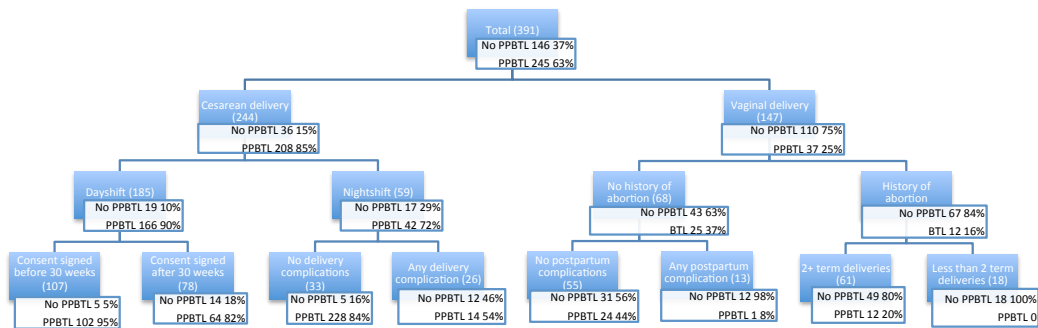 Total (391)
No PPBTL 146 37%
PPBTL 245 63%
Cesarean delivery
(244)
No PPBTL 36 15%
PPBTL 208 85%
Vaginal delivery
(147)
No PPBTL 110 75%
PPBTL 37 25%
Dayshift (185)
No PPBTL 19 10%
PPBTL 166 90%
Nightshift (59)
No PPBTL 17 29%
PPBTL 42 72%
No history of
abortion (68)
No PPBTL 43 63%
BTL 25 37%
History of
abortion
No PPBTL 67 84%
BTL 12 16%
Consent signed
before 30 weeks
(107)
No PPBTL 5 5%
PPBTL 102 95%
Consent signed
after 30 weeks
(78)
No PPBTL 14 18%
PPBTL 64 82%
No delivery
complications
(33)
No PPBTL 5 16%
PPBTL 228 84%
Any delivery
complication (26)
No PPBTL 12 46%
PPBTL 14 54%
No postpartum
complications
(55)
No PPBTL 31 56%
PPBTL 24 44%
Any postpartum
complication (13)
No PPBTL 12 98%
PPBTL 1 8%
2+ term deliveries
(61)
No PPBTL 49 80%
PPBTL 12 20%
Less than 2 term
deliveries (18)
No PPBTL 18 100%
PPBTL 0